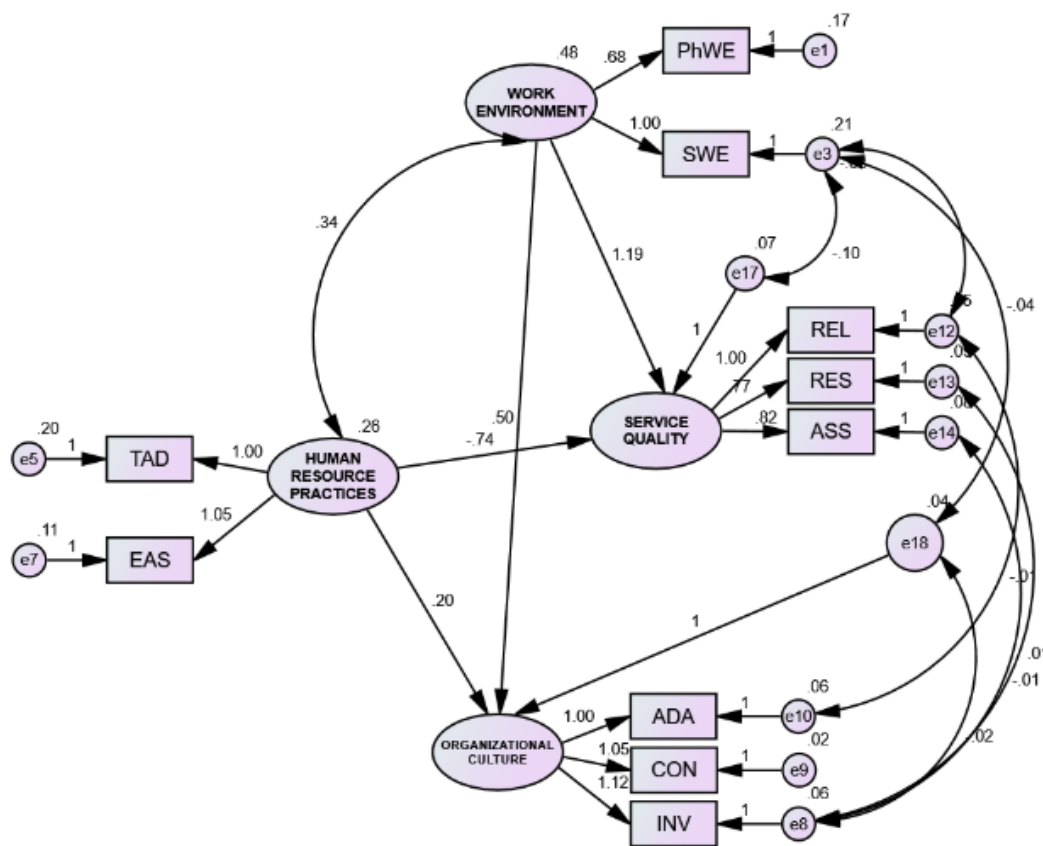 .17
.48
.68
PhWE
1
e1
WORK
ENVIRONMENT
1.00
.21
SWE
1
e3
.34
1.19
.07
-.10
e17
-.04
1
REL
1
e12
1.00
.77
RES
1
e13
.50
-.74
SERVICE
QUALITY
.82
ASS
1
e14
.20
.26
e5
1
TAD
1.00
HUMAN
RESOURCE
PRACTICES
.04
.11
1.05
e18
e7
1
EAS
-.01
.20
1
-.01
.06
1.00
ADA
1
e10
ORGANIZATIONAL
CULTURE
1.05
.02
.02
CON
1
e9
1.12
.06
INV
1
e8